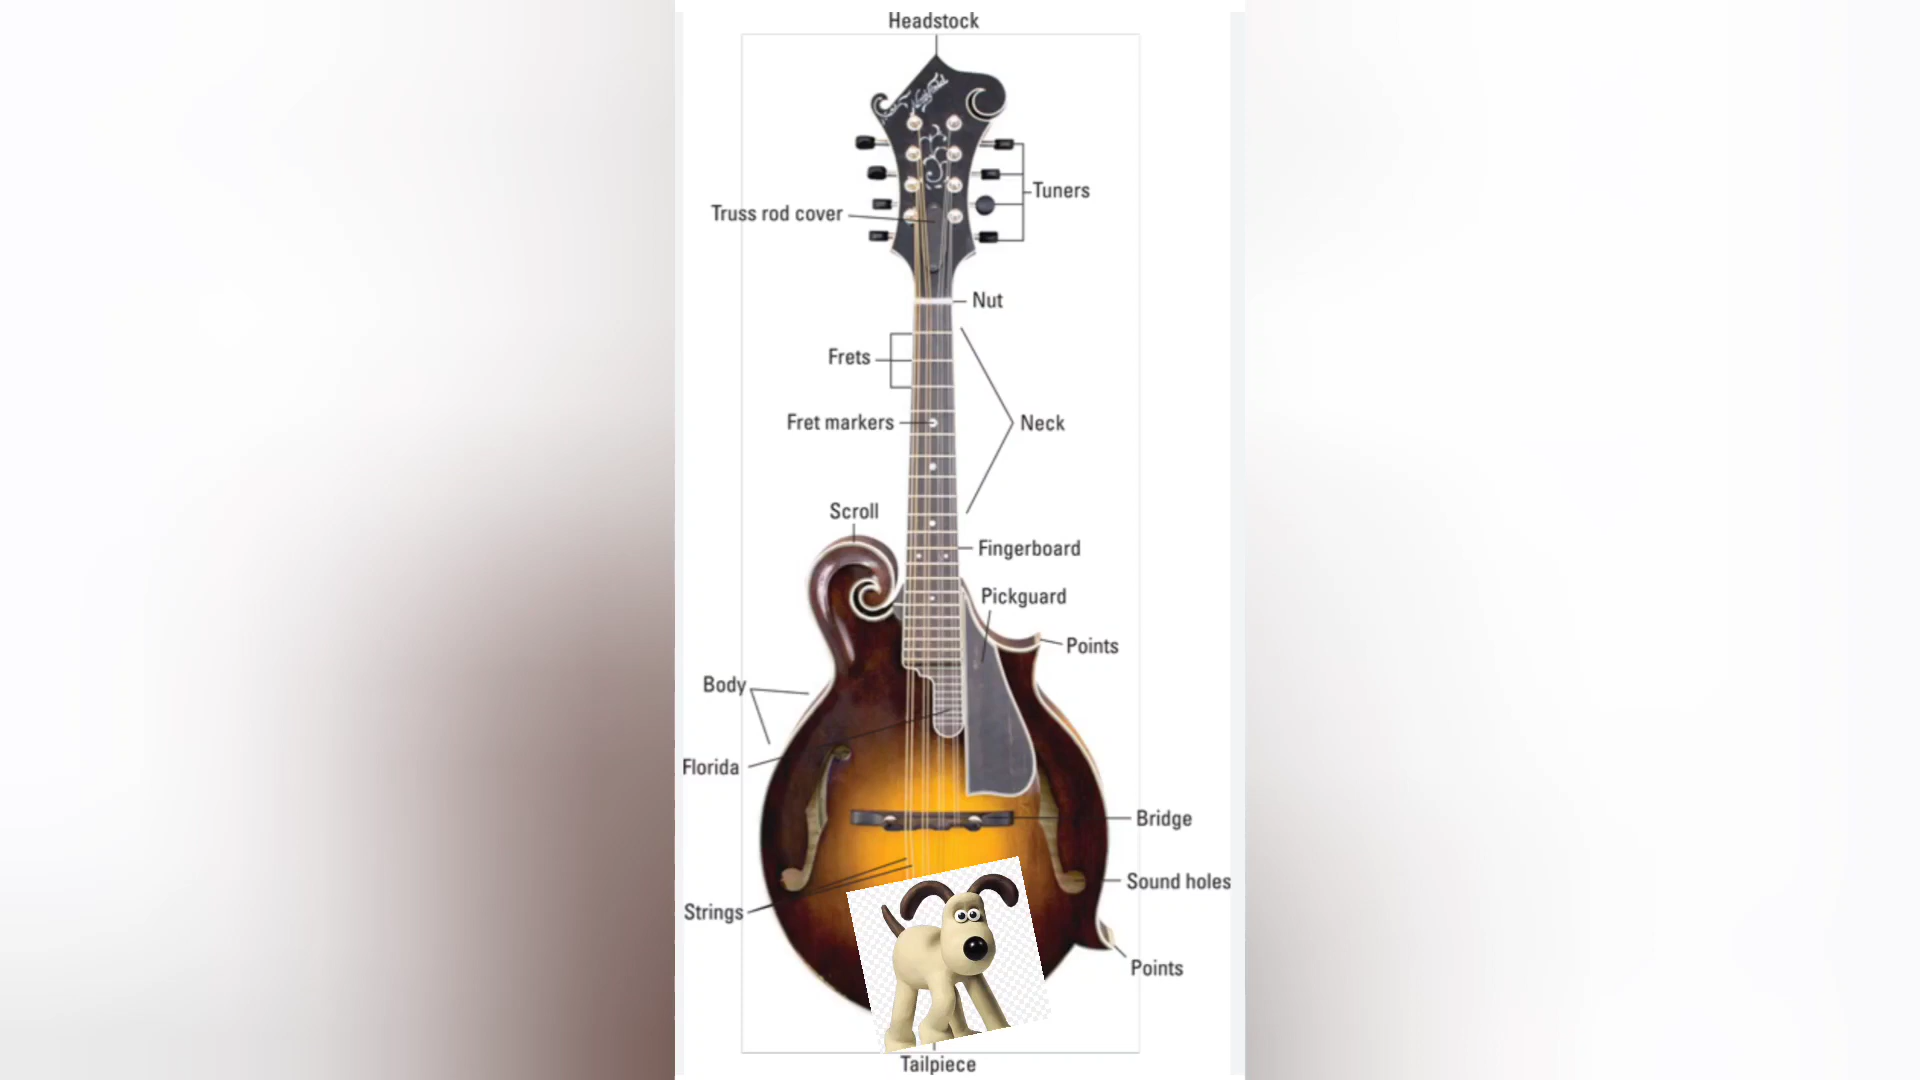 Headstock
Tuners
Truss rod cover
Nut
Frets
Fret markers
Neck
Scroll
Fingerboard
Pickguard
Points
Body
Florida
Bridge
Sound holes
Strings
Points
Tailpiece